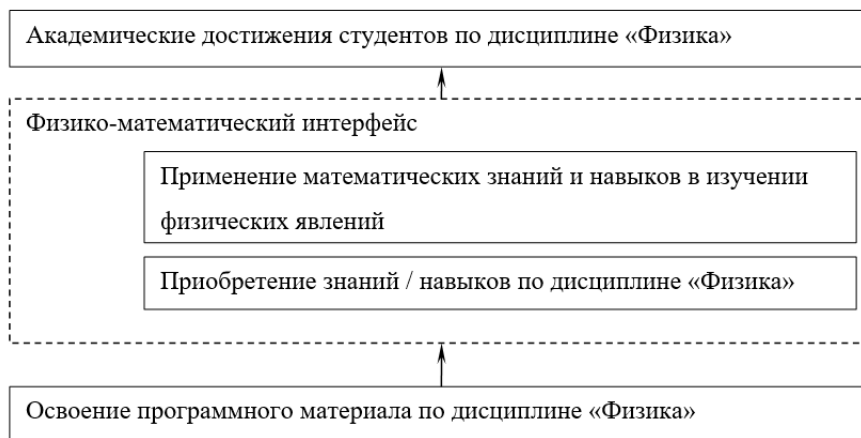 Академические достижения студентов по дисциплине «Физика»
Физико-математический интерфейс
Применение математических знаний и навыков в изучении
физических явлений
Приобретение знаний / навыков по дисциплине «Физика»
Освоение программного материала по дисциплине «Физика»